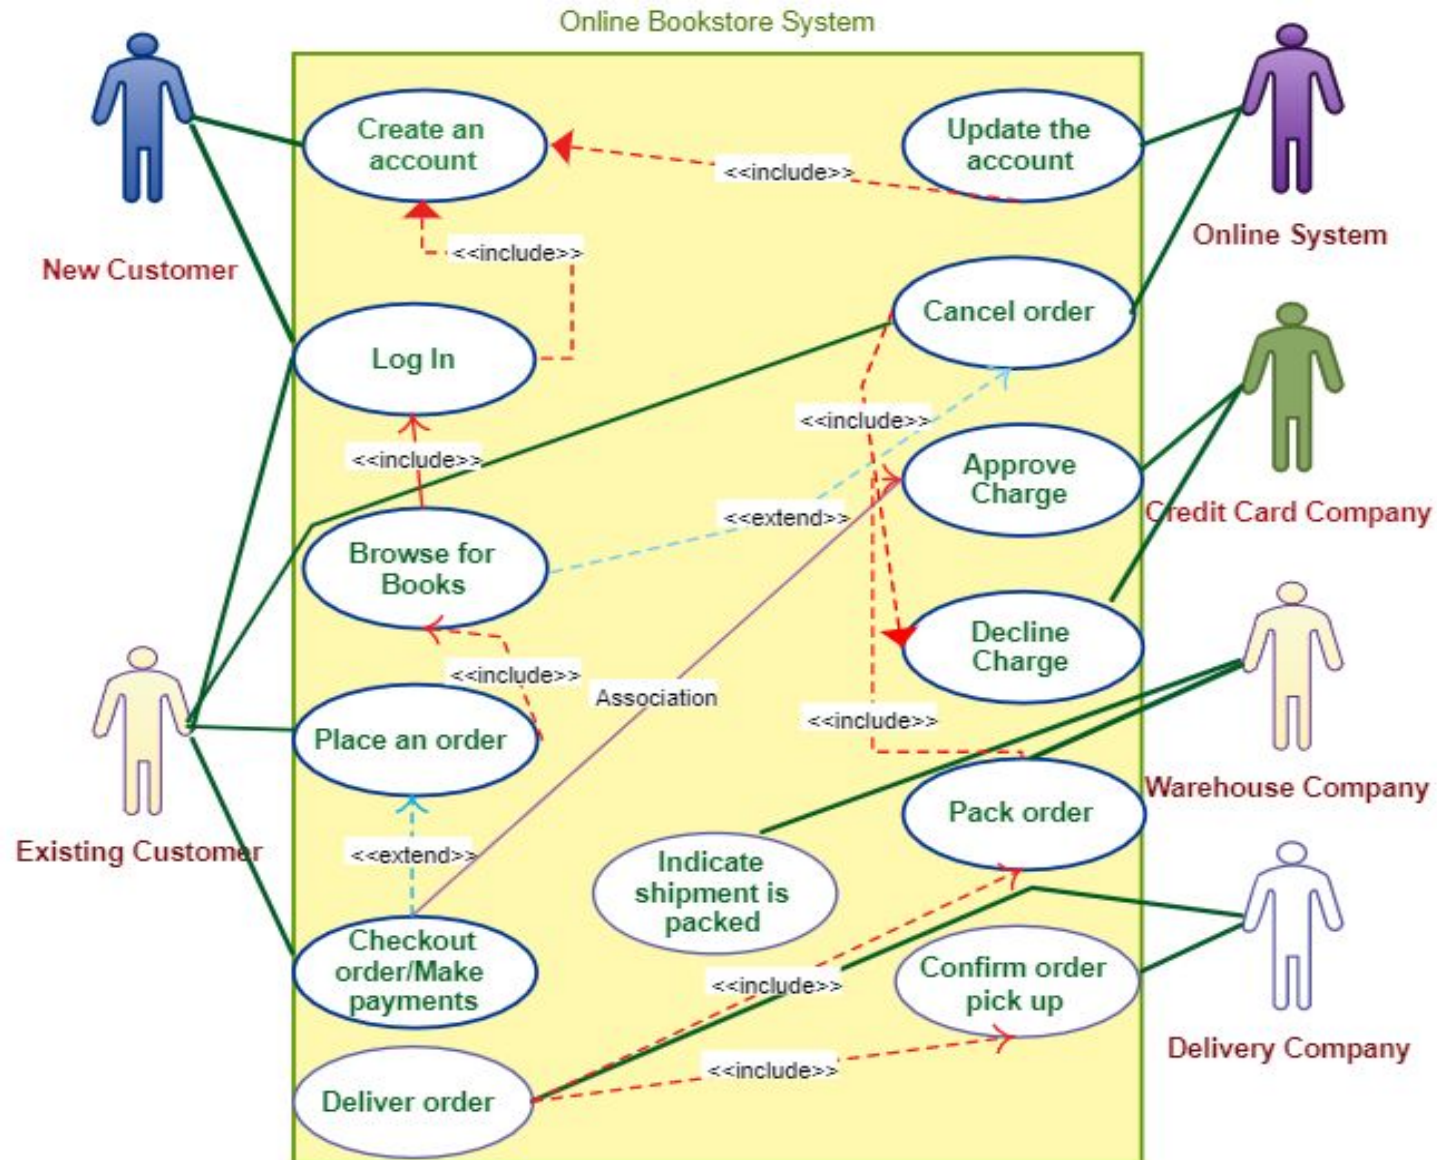 Online Bookstore System
Create an
account
Update the
account
<<include>>
New Customer
Online System
<<include>>
Cancel order
Log In
<<include>>
<<include>>
Approve
Charge
Credit Card Company
<<extend>>
Browse for
Books
Decline
Charge
<<include>>
Association
<<include>>
Place an order
Warehouse Company
Pack order
Existing Customer
<<extend>>
Indicate
shipment is
packed
Checkout
order/Make
payments
<<include>>
Confirm order
pick up
Delivery Company
<<include>>
Deliver order